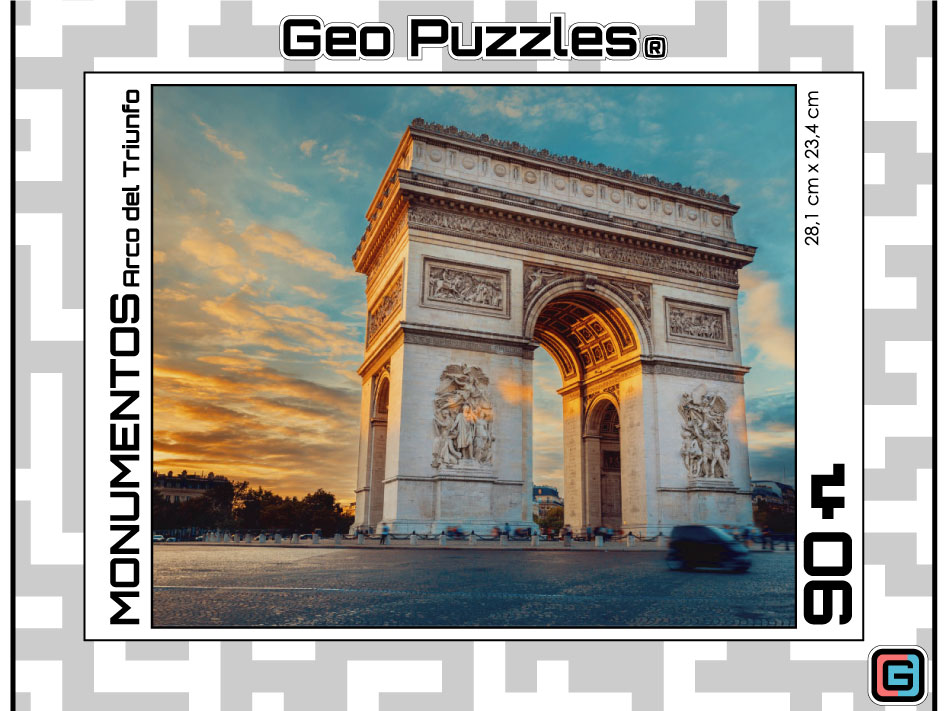 Geo Puzzles®
MONUMENTOS Arco del Triunfo
28,1 cm x 23,4 cm
90
G